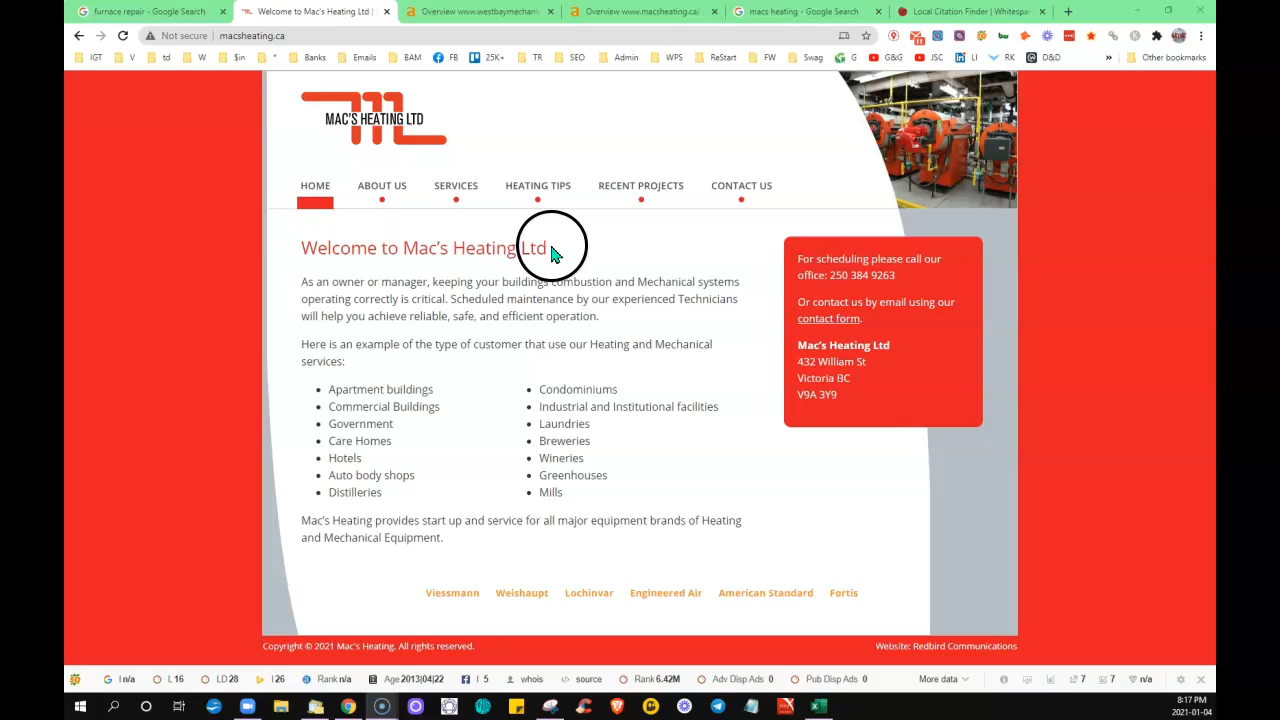 furnace repair - Google Search
Welcome to Mac's Heating Ltd |
Overview www.westbaymechanic
Overview www.macsheating.ca/
macs heating - Google Search
Local Citation Finder | Whitespa
Not secure | macsheating.ca
IGT V td W $in * Banks Emails BAM FB 25K+ TR SEO Admin WPS ReStart FW Swag G G&G JSC LI RK D&D » Other bookmarks
MAC'S HEATING LTD
HOME ABOUT US SERVICES HEATING TIPS RECENT PROJECTS CONTACT US
Welcome to Mac's Heating Ltd
As an owner or manager, keeping your buildings combustion and Mechanical systems
operating correctly is critical. Scheduled maintenance by our experienced Technicians
will help you achieve reliable, safe, and efficient operation.
Here is an example of the type of customer that use our Heating and Mechanical
services:
• Apartment buildings
• Commercial Buildings
• Government
• Care Homes
• Hotels
• Auto body shops
• Distilleries
• Condominiums
• Industrial and Institutional facilities
• Laundries
• Breweries
• Wineries
• Greenhouses
• Mills
Mac's Heating provides start up and service for all major equipment brands of Heating
and Mechanical Equipment.
For scheduling please call our
office: 250 384 9263
Or contact us by email using our
contact form.
Mac's Heating Ltd
432 William St
Victoria BC
V9A 3Y9
Viessmann Weishaupt Lochinvar Engineered Air American Standard Fortis
Copyright © 2021 Mac's Heating. All rights reserved.
Website: Redbird Communications
I n/a L 16 LD 28 I 26 Rank n/a Age 2013|04|22 I 5 whois source Rank 6.42M Adv Disp Ads 0 Pub Disp Ads 0 More data 7 7 n/a
8:17 PM
2021-01-04